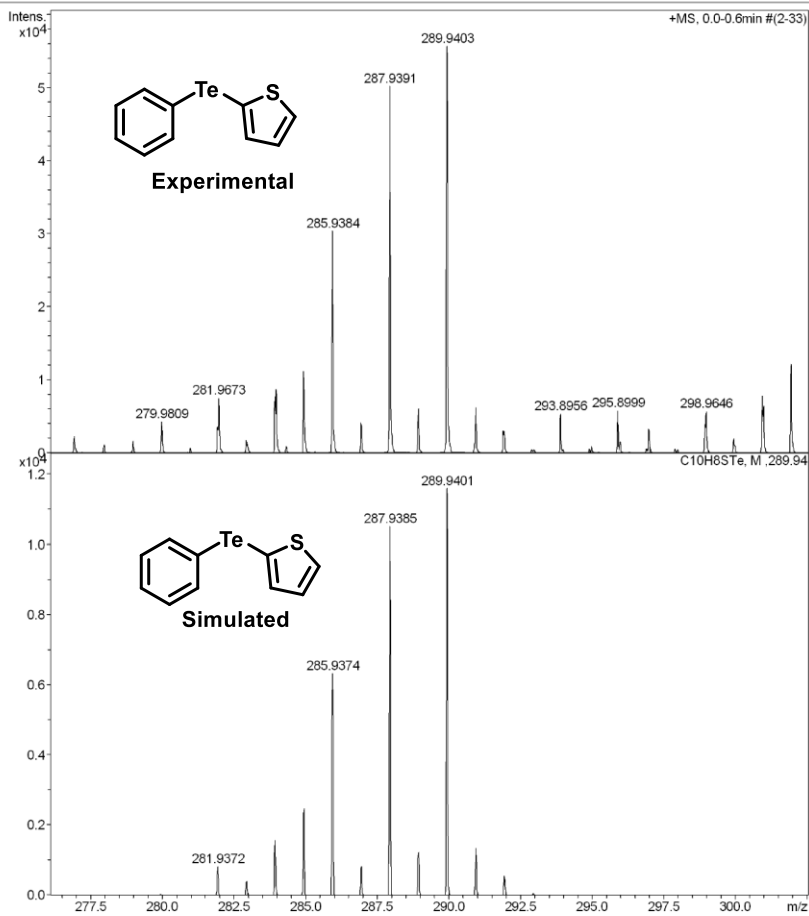 Intens.
x10⁴
+MS, 0.0-0.6min #(2-33)
289.9403
287.9391
5
Te
S
4
Experimental
3
285.9384
2
1
281.9673
279.9809
293.8956
295.8999
298.9646
0
x10⁴
C10H8STe, M ,289.94
1.2
289.9401
287.9385
1.0
Te
S
0.8
Simulated
285.9374
0.6
0.4
0.2
281.9372
0.0
277.5 280.0 282.5 285.0 287.5 290.0 292.5 295.0 297.5 300.0 m/z